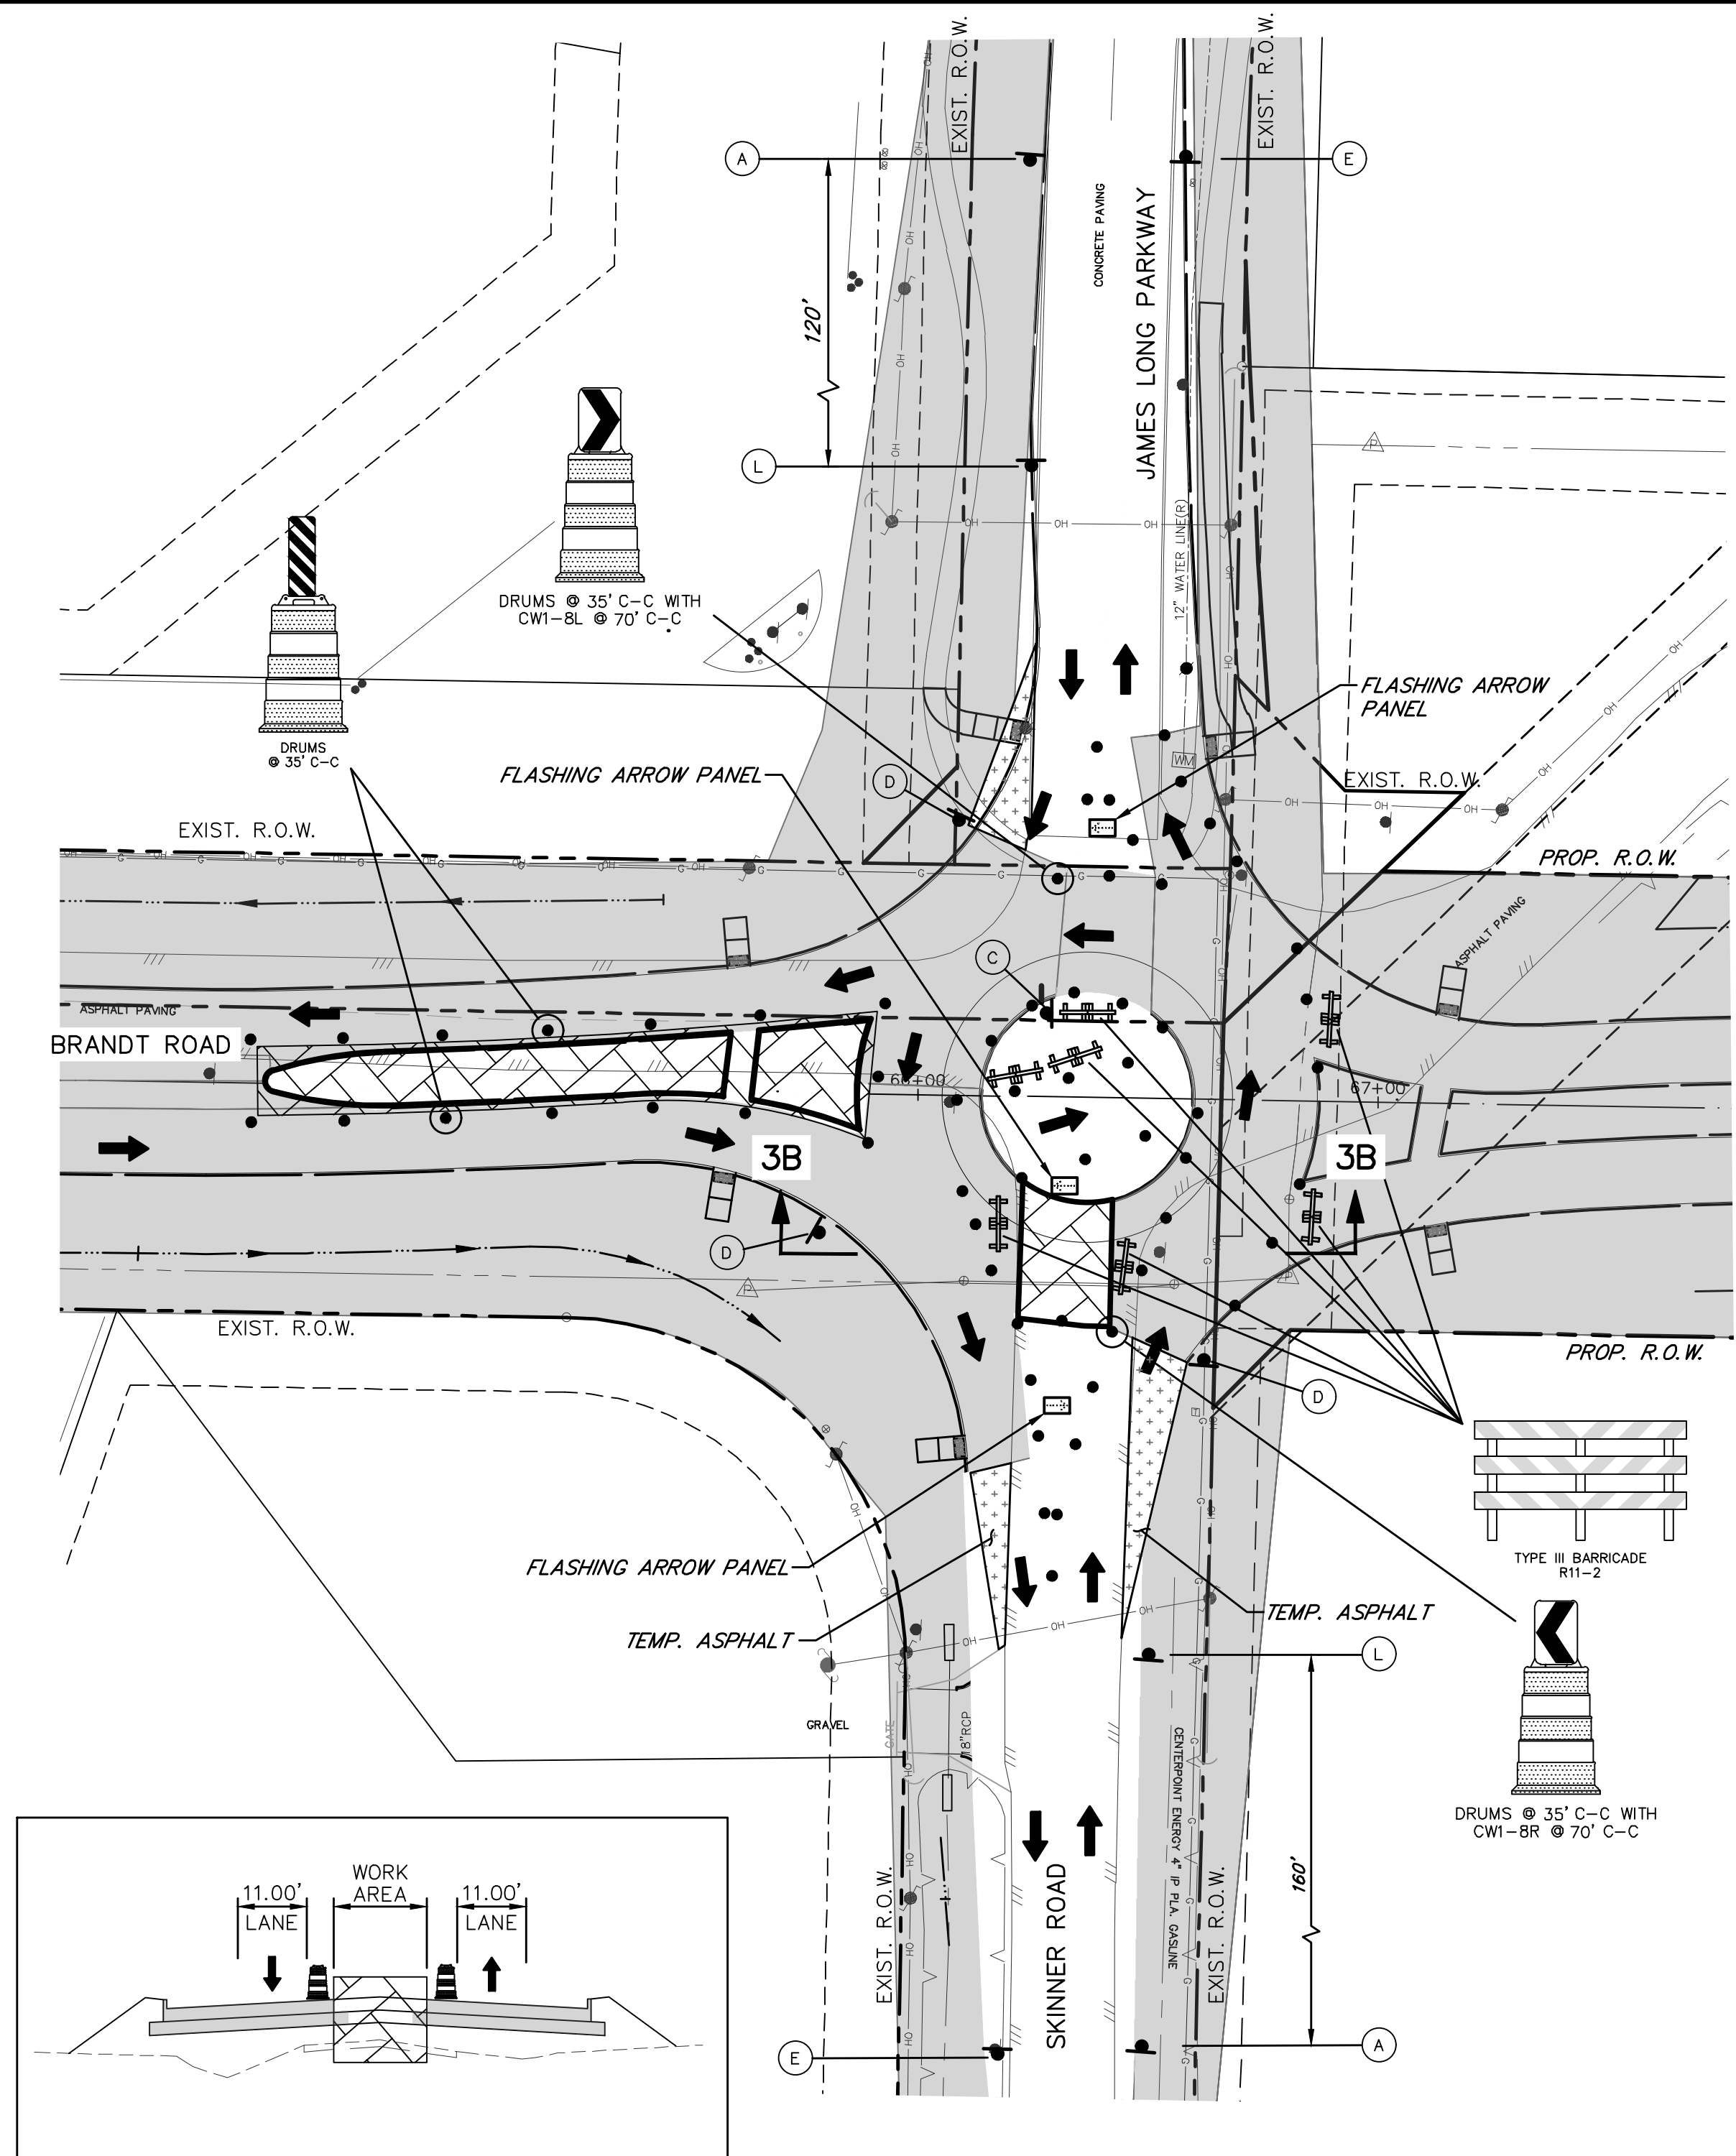 EXIST. R.O.W.
EXIST. R.O.W.
A
E
CONCRETE PAVING
JAMES LONG PARKWAY
120'
L
12" WATER LINE(R)
DRUMS @ 35' C-C WITH
CW1-8L @ 70' C-C
DRUMS
@ 35' C-C
FLASHING ARROW
PANEL
FLASHING ARROW PANEL
D
WM
EXIST. R.O.W.
EXIST. R.O.W.
PROP. R.O.W.
ASPHALT PAVING
C
ASPHALT PAVING
BRANDT ROAD
66+00
67+00
3B
3B
D
EXIST. R.O.W.
PROP. R.O.W.
D
TYPE III BARRICADE
R11-2
FLASHING ARROW PANEL
TEMP. ASPHALT
TEMP. ASPHALT
L
GRAVEL
GATE
18"RCP
CENTERPOINT ENERGY 4" IP PLA. GASLINE
DRUMS @ 35' C-C WITH
CW1-8R @ 70' C-C
160'
EXIST. R.O.W.
SKINNER ROAD
EXIST. R.O.W.
E
A
WORK
AREA
11.00'
LANE
11.00'
LANE
OH
G
P